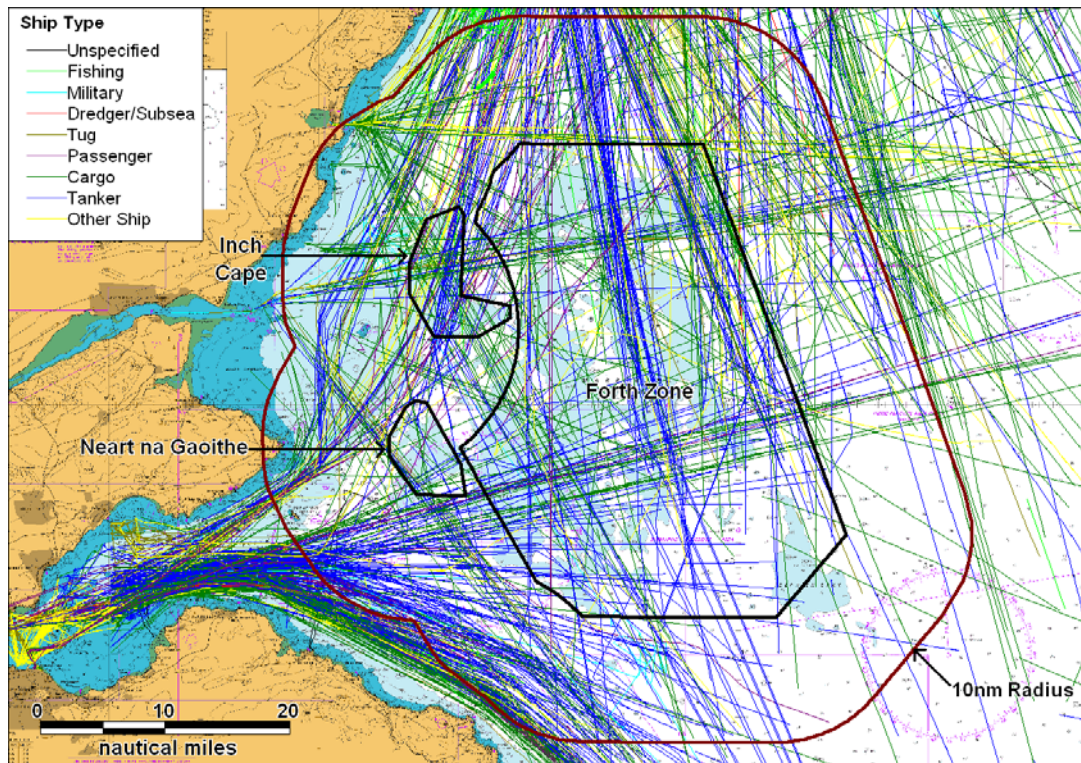 Ship Type
Unspecified
Fishing
Military
Dredger/Subsea
Tug
Passenger
Cargo
Tanker
Other Ship
Inch
Cape
Forth Zone
Neart na Gaoithe
10nm Radius
0 10 20
nautical miles